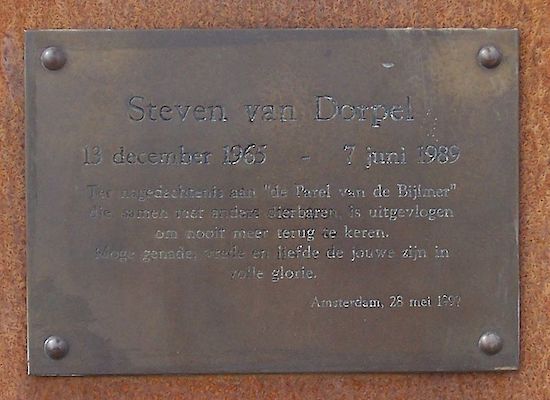 Steven van Dorpel
13 december 1965 - 7 juni 1989
Ter nagedachtenis aan "de Parel van de Bijlmer"
die samen met andere dierbaren, is uitgevlogen
om nooit meer terug te keren.
Moge genade, vrede en liefde de jouwe zijn in
volle glorie.
Amsterdam, 28 mei